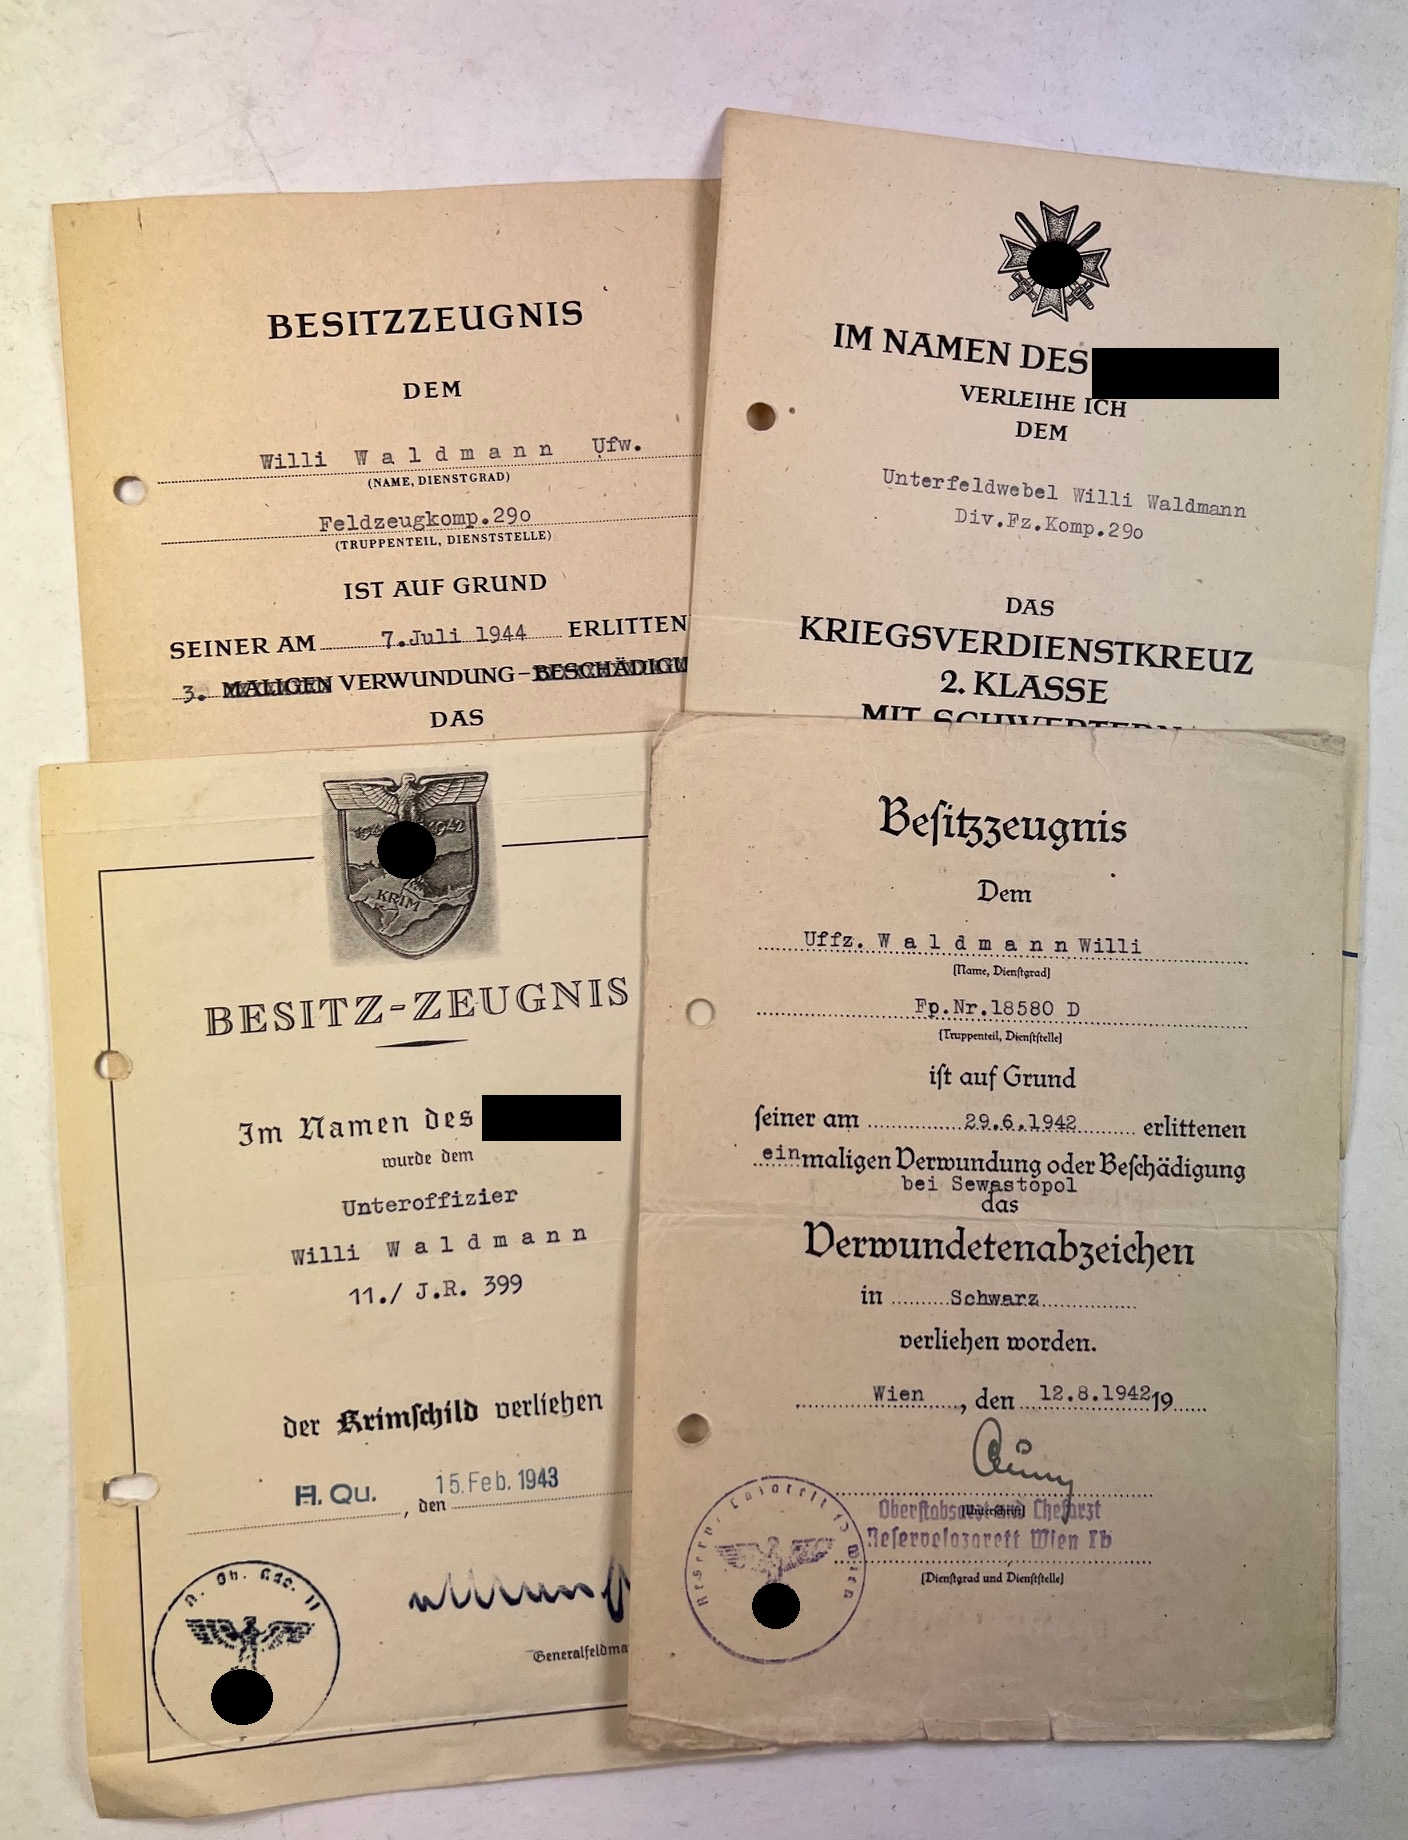 BESITZZEUGNIS
DEM
Willi W a l d m a n n Ufw.
(NAME, DIENSTGRAD)
Feldzeugkomp.29o
(TRUPPENTEIL, DIENSTSTELLE)
IST AUF GRUND
SEINER AM 7.Juli 1944 ERLITTEN
3. MALIGEN VERWUNDUNG-BESCHÄDIGU
DAS
IM NAMEN DES
VERLEIHE ICH
DEM
Unterfeldwebel Willi Waldmann
Div.Fz.Komp.29o
DAS
KRIEGSVERDIENSTKREUZ
2. KLASSE
MIT SCHWERTERN
1942
KRIM
BESITZ-ZEUGNIS
Im Namen des
wurde dem
Unteroffizier
Willi W a l d m a n n
11./ J.R. 399
der Krimschild verliehen
H. Qu. , den 15. Feb. 1943
Generalfeldma
Besitzzeugnis
Dem
Uffz. W a l d m a n n Willi
(Name, Dienstgrad)
Fp.Nr.18580 D
(Truppenteil, Dienststelle)
ist auf Grund
seiner am 29.6.1942 erlittenen
einmaligen Verwundung oder Beschädigung
bei Sewastopol
das
Verwundetenabzeichen
in Schwarz
verliehen worden.
Wien , den 12.8.1942 19
Oberstabsarzt und Chefarzt
(Unterschrift)
Reservelazarett Wien Ib
(Dienstgrad und Dienststelle)